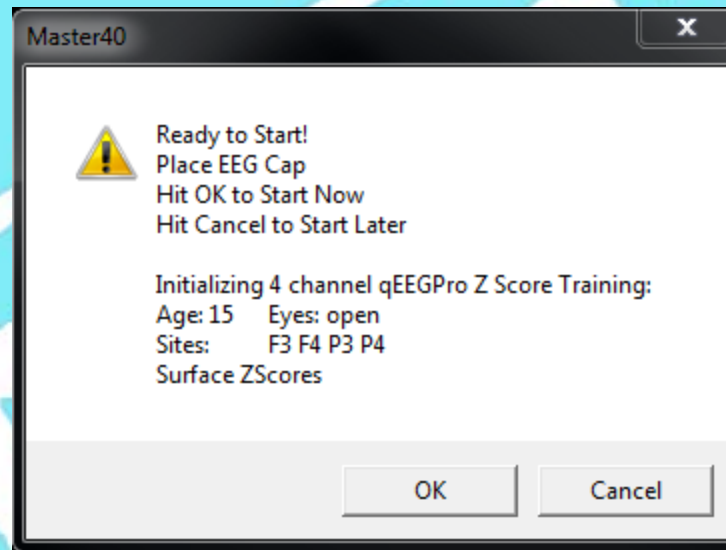 Master40
x
Ready to Start!
Place EEG Cap
Hit OK to Start Now
Hit Cancel to Start Later
Initializing 4 channel qEEGPro Z Score Training:
Age: 15 Eyes: open
Sites: F3 F4 P3 P4
Surface ZScores
OK Cancel